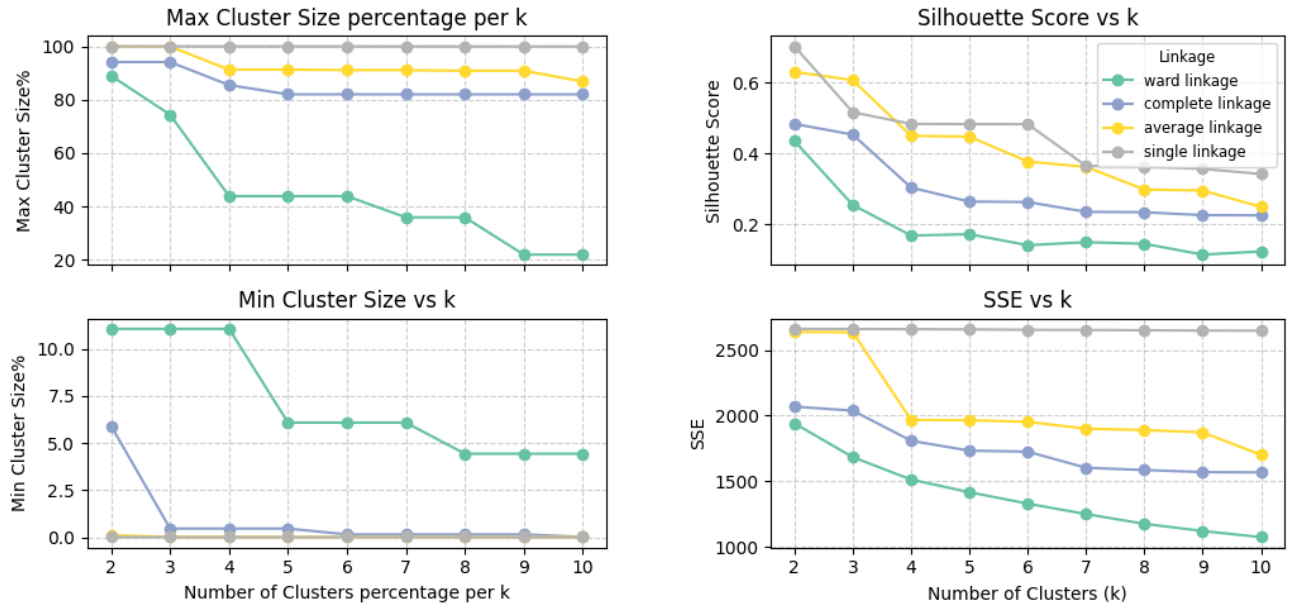 Max Cluster Size percentage per k
Max Cluster Size%
100
80
60
40
20
Silhouette Score vs k
Silhouette Score
0.6
0.4
0.2
Linkage
ward linkage
complete linkage
average linkage
single linkage
Min Cluster Size vs k
Min Cluster Size%
10.0
7.5
5.0
2.5
0.0
2 3 4 5 6 7 8 9 10
Number of Clusters percentage per k
SSE vs k
SSE
2500
2000
1500
1000
2 3 4 5 6 7 8 9 10
Number of Clusters (k)